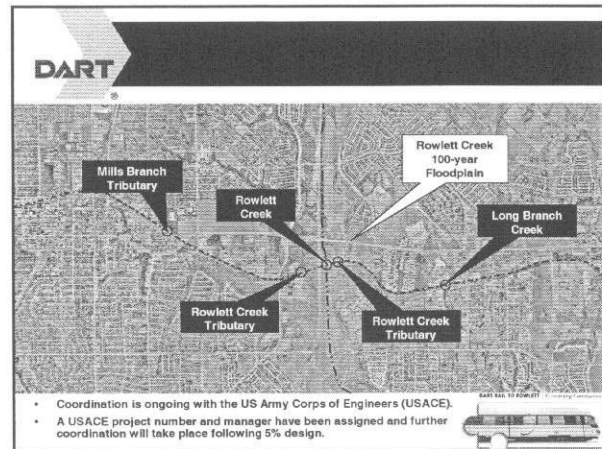 DART
®
Mills Branch
Tributary
Rowlett
Creek
Rowlett Creek
100-year
Floodplain
Long Branch
Creek
Rowlett Creek
Tributary
Rowlett Creek
Tributary
DART RAIL TO ROWLETT
• Coordination is ongoing with the US Army Corps of Engineers (USACE).
• A USACE project number and manager have been assigned and further
coordination will take place following 5% design.